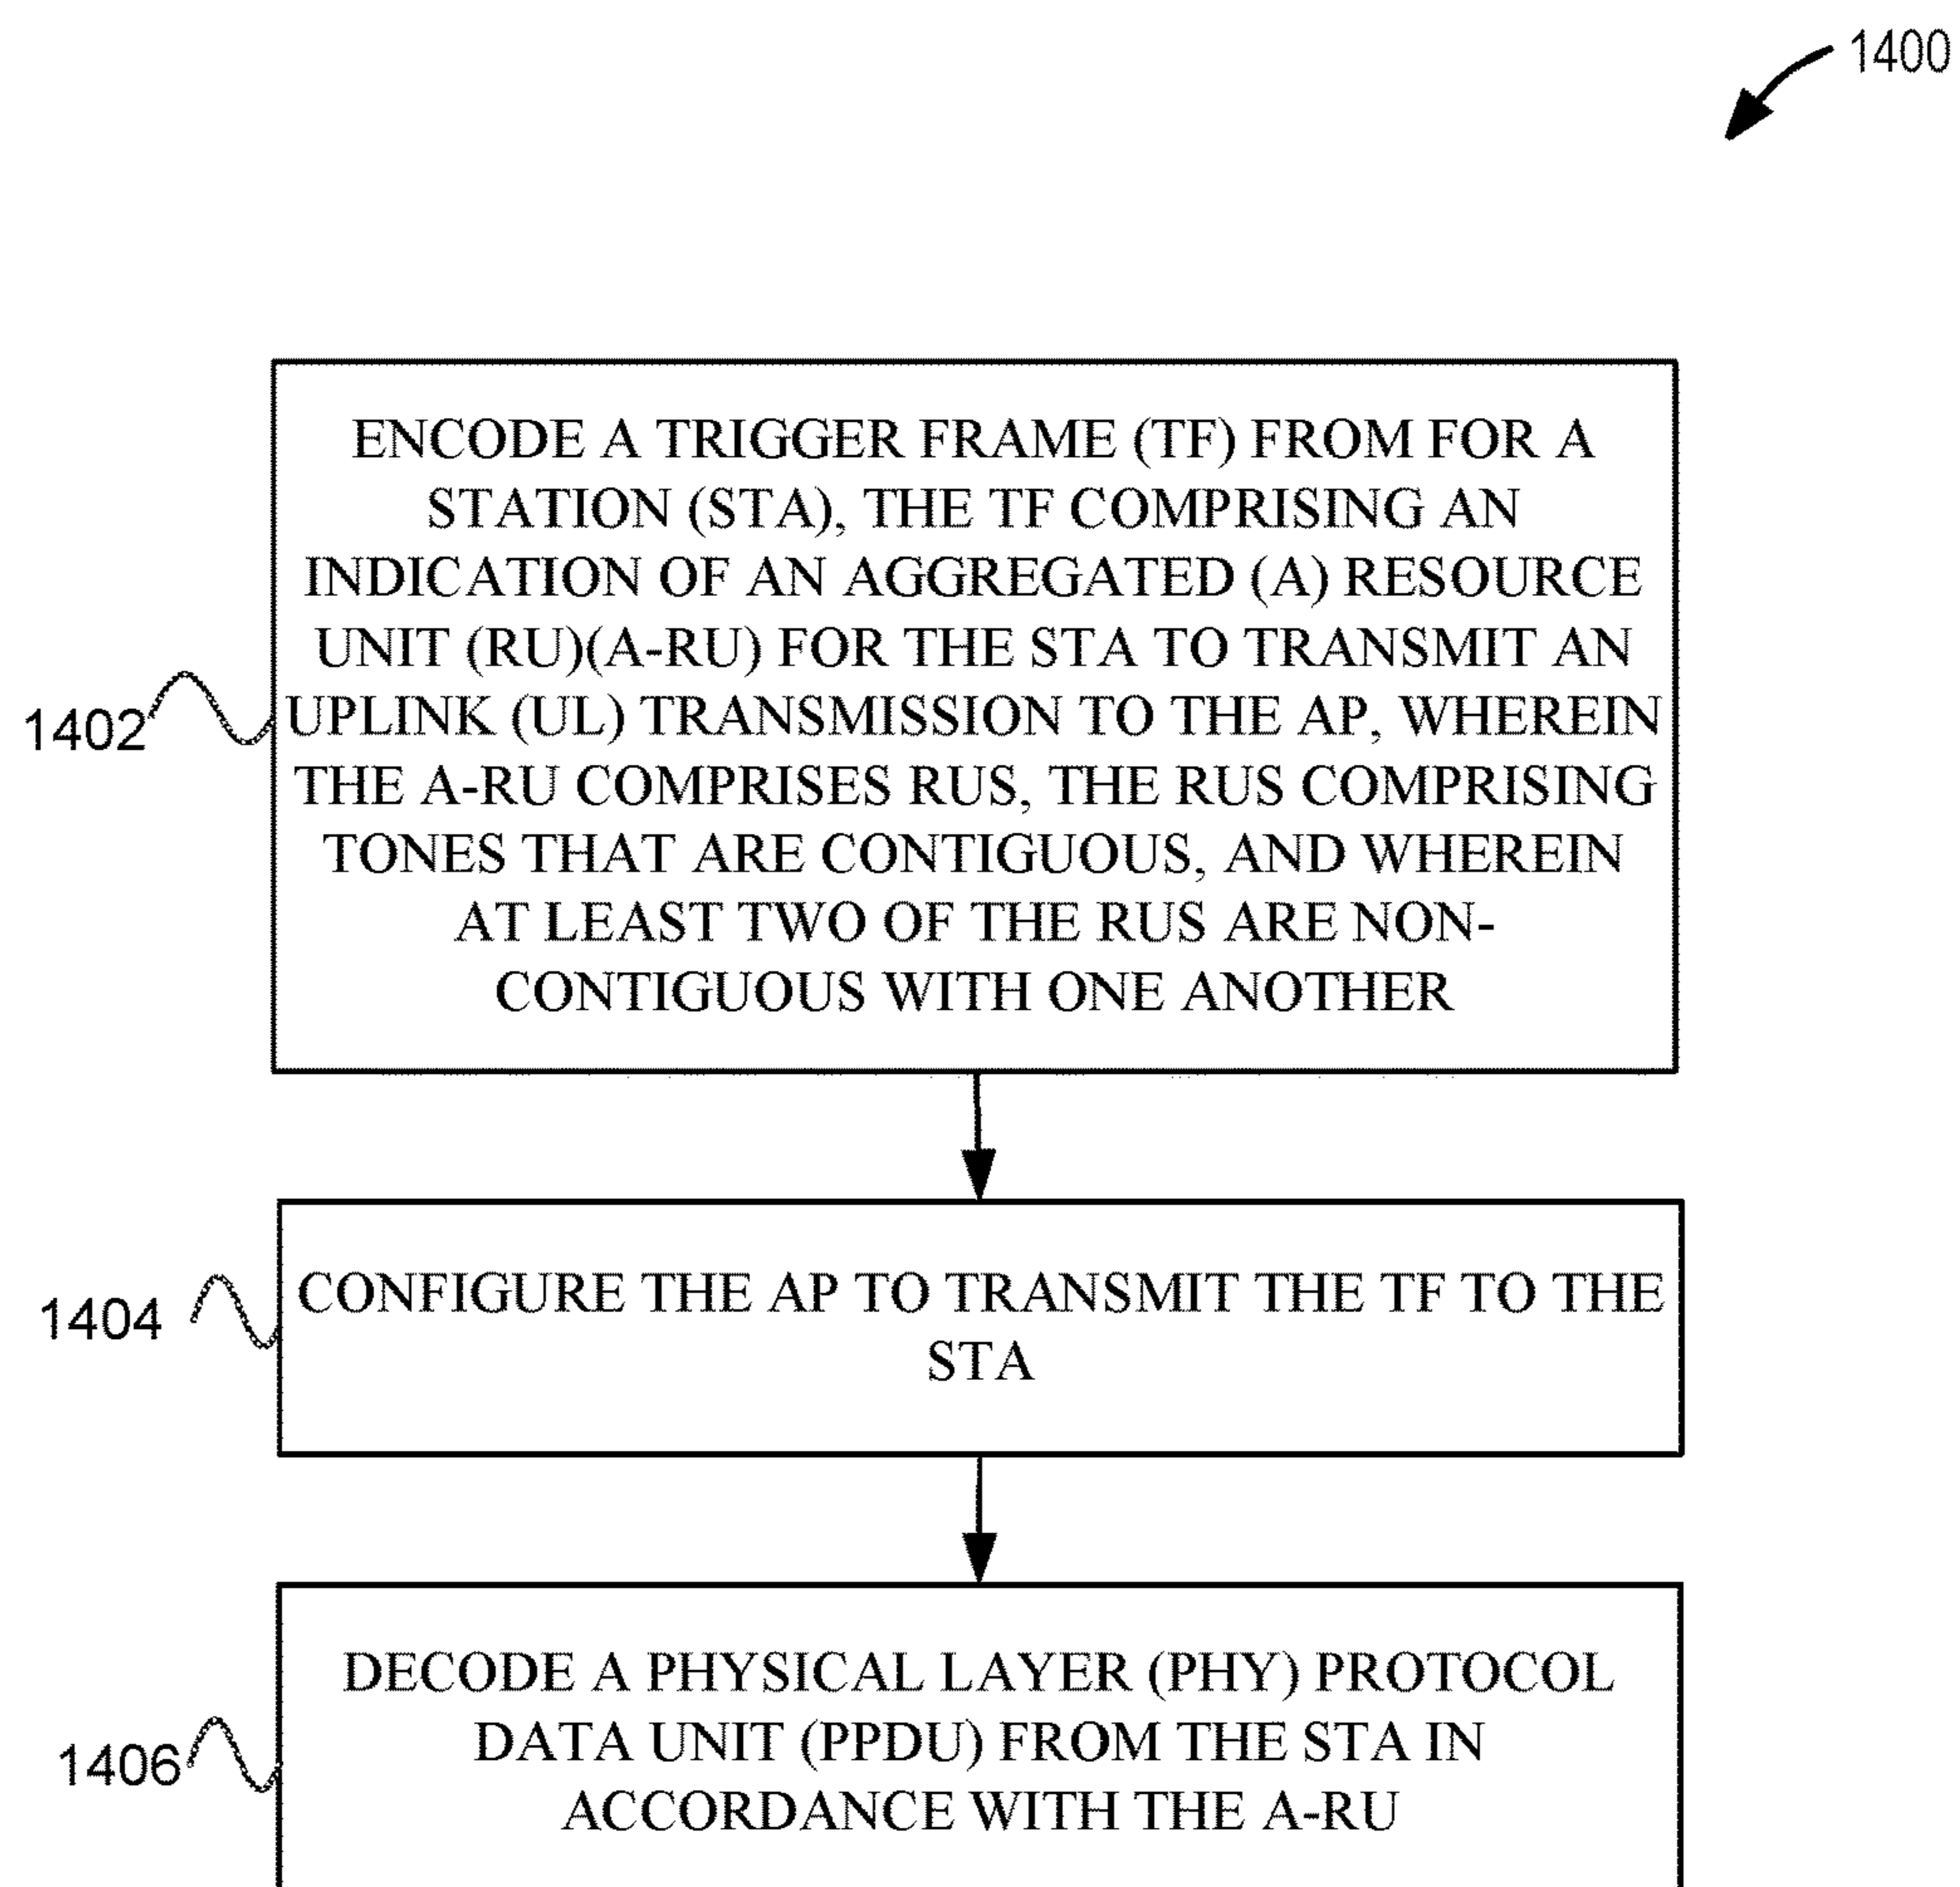 1400
ENCODE A TRIGGER FRAME (TF) FROM FOR A
STATION (STA), THE TF COMPRISING AN
INDICATION OF AN AGGREGATED (A) RESOURCE
UNIT (RU)(A-RU) FOR THE STA TO TRANSMIT AN
UPLINK (UL) TRANSMISSION TO THE AP, WHEREIN
THE A-RU COMPRISES RUS, THE RUS COMPRISING
TONES THAT ARE CONTIGUOUS, AND WHEREIN
AT LEAST TWO OF THE RUS ARE NON-
CONTIGUOUS WITH ONE ANOTHER
1402
CONFIGURE THE AP TO TRANSMIT THE TF TO THE
STA
1404
DECODE A PHYSICAL LAYER (PHY) PROTOCOL
DATA UNIT (PPDU) FROM THE STA IN
ACCORDANCE WITH THE A-RU
1406